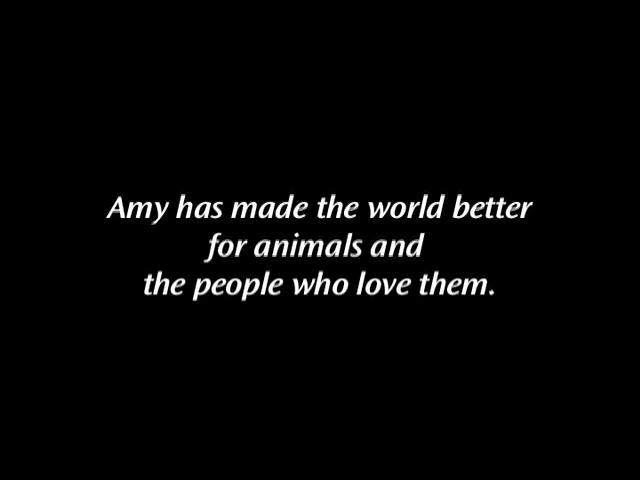 Amy has made the world better
for animals and
the people who love them.